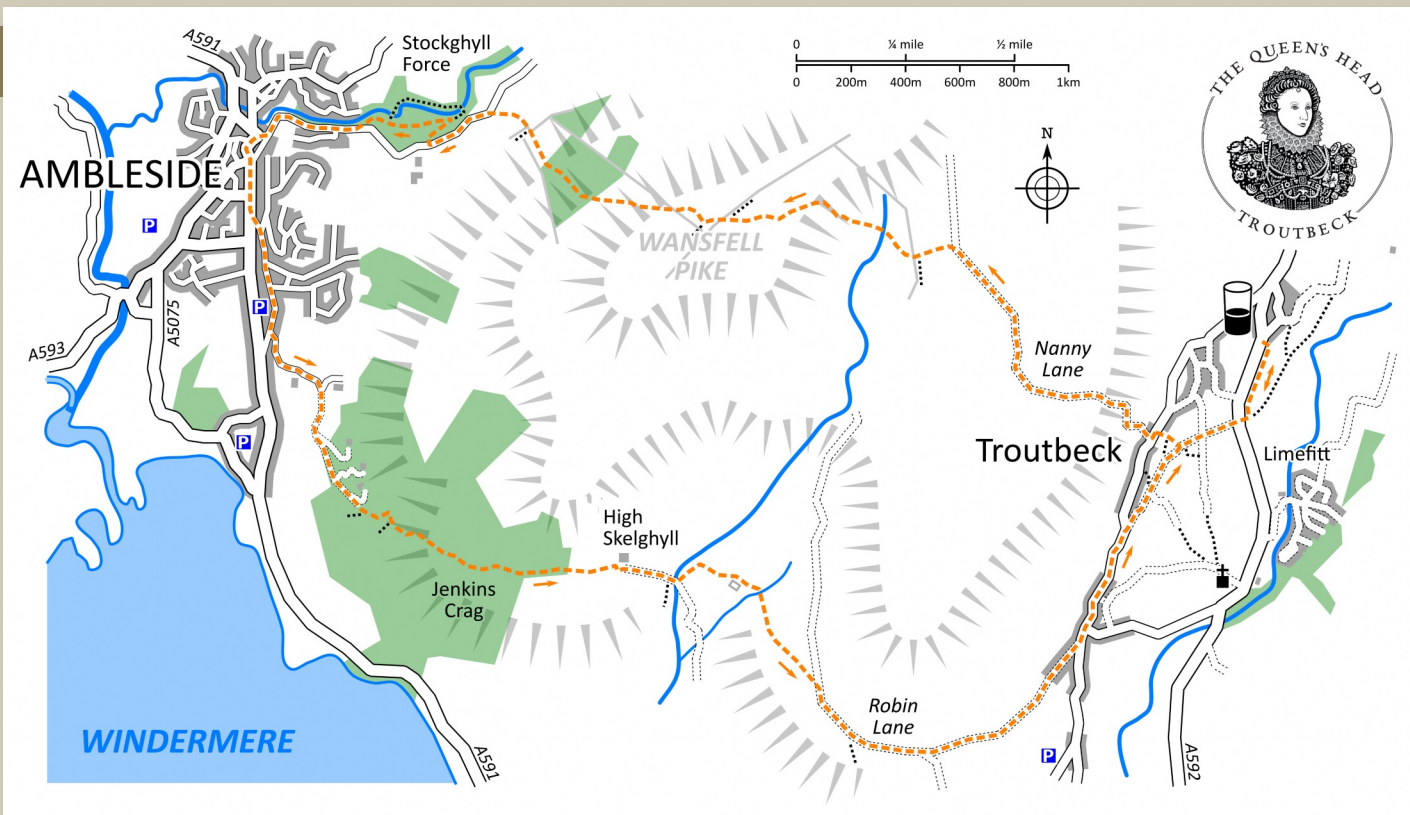 A591
Stockghyll
Force
0
¼ mile
½ mile
0
200m
400m
600m
800m
1km
THE QUEEN'S HEAD
TROUTBECK
N
AMBLESIDE
P
WANSFELL
PIKE
A5075
P
A593
Nanny
Lane
P
Troutbeck
Limefitt
High
Skelghyll
Jenkins
Crag
Robin
Lane
WINDERMERE
A591
P
A592